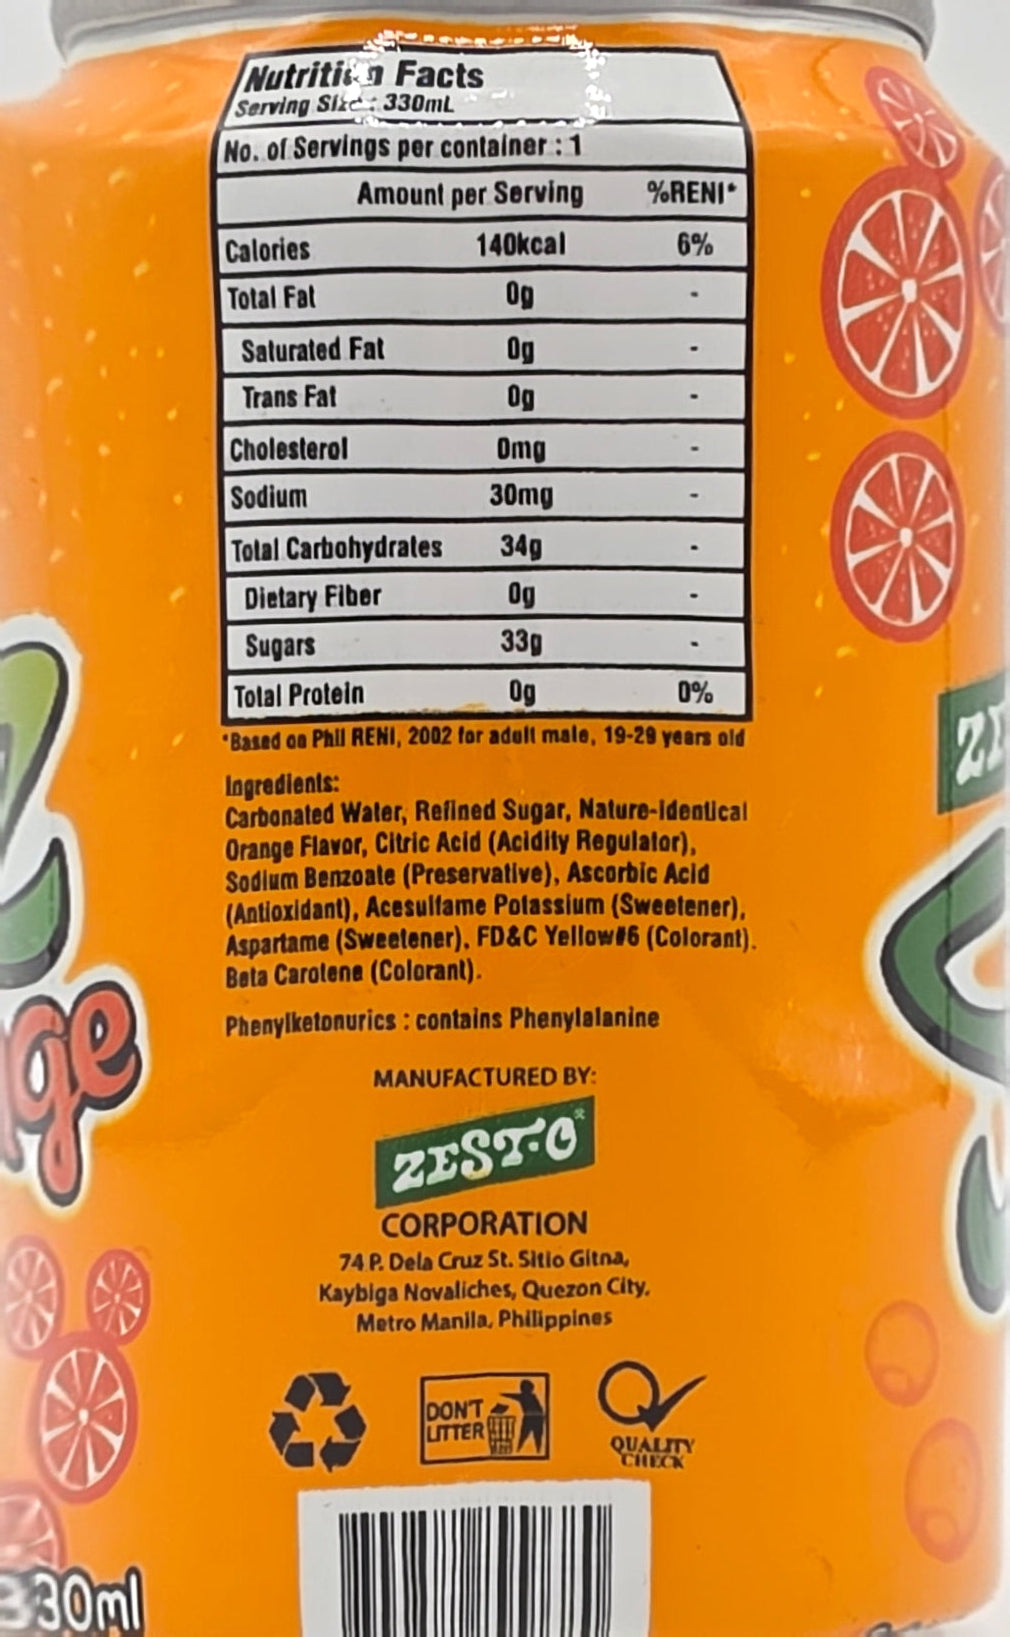 Nutrition Facts
Serving Size : 330mL
No. of Servings per container : 1
Amount per Serving %RENI*
Calories 140kcal 6%
Total Fat 0g -
Saturated Fat 0g -
Trans Fat 0g -
Cholesterol 0mg -
Sodium 30mg -
Total Carbohydrates 34g -
Dietary Fiber 0g -
Sugars 33g -
Total Protein 0g 0%
*Based on Phil RENI, 2002 for adult male, 19-29 years old
Ingredients:
Carbonated Water, Refined Sugar, Nature-identical
Orange Flavor, Citric Acid (Acidity Regulator),
Sodium Benzoate (Preservative), Ascorbic Acid
(Antioxidant), Acesulfame Potassium (Sweetener),
Aspartame (Sweetener), FD&C Yellow#6 (Colorant).
Beta Carotene (Colorant).
Phenylketonurics : contains Phenylalanine
MANUFACTURED BY:
ZEST-O®
CORPORATION
74 P. Dela Cruz St. Sitio Gitna,
Kaybiga Novaliches, Quezon City.
Metro Manila, Philippines
DON'T
LITTER
QUALITY
CHECK
330ml